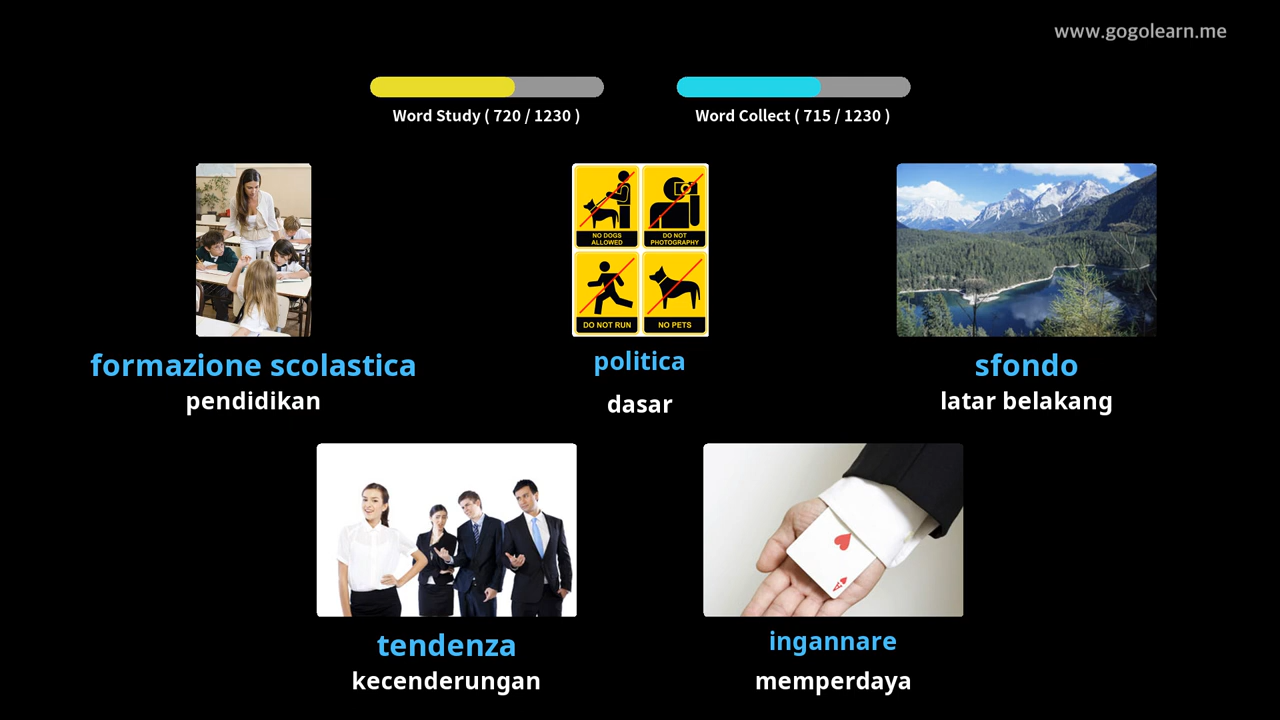 www.gogolearn.me
Word Study ( 720 / 1230 )
Word Collect ( 715 / 1230 )
NO DOGS
ALLOWED
DO NOT
PHOTOGRAPHY
DO NOT RUN
NO PETS
formazione scolastica
pendidikan
politica
dasar
sfondo
latar belakang
A
tendenza
kecenderungan
ingannare
memperdaya